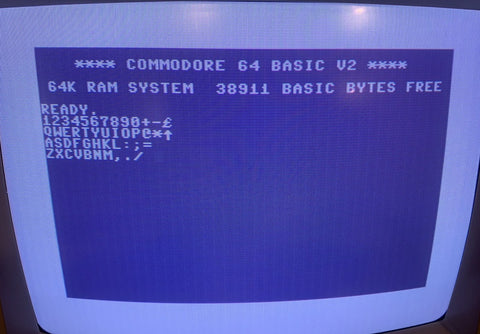 **** COMMODORE 64 BASIC V2 ****
64K RAM SYSTEM  38911 BASIC BYTES FREE
READY.
1234567890+-£
QWERTYUIOP@*↑
ASDFGHKL:;=
ZXCVBNM,./